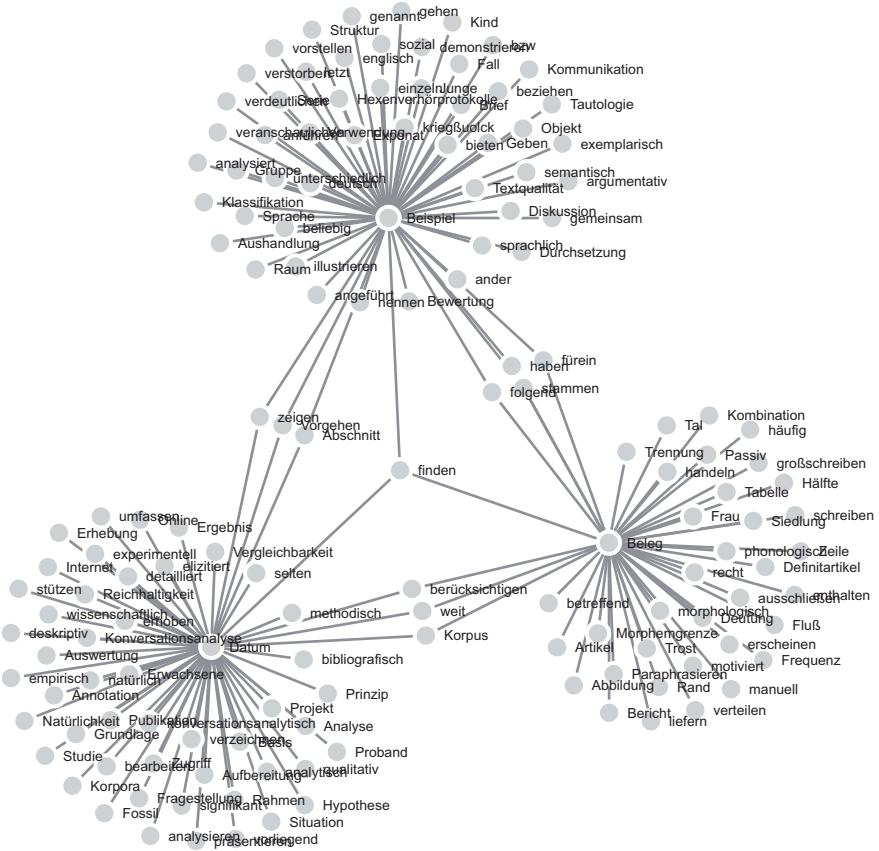 genannt
gehen
Kind
Struktur
vorstellen
sozial
demonstrieren
bzw
englisch
Fall
verstorben
letzt
Kommunikation
einzeln
Junge
beziehen
verdeutlichen
Serie
Hexenverhörprotokolle
Brief
Tautologie
veranschaulichen
anführen
Verwendung
Exponat
kriegßuolck
Objekt
bieten
Geben
exemplarisch
analysiert
Gruppe
unterschiedlich
deutsch
semantisch
Textqualität
argumentativ
Klassifikation
Sprache
beliebig
Beispiel
Diskussion
gemeinsam
Aushandlung
sprachlich
Durchsetzung
Raum
illustrieren
ander
angeführt
nennen
Bewertung
fürein
haben
folgend
stammen
zeigen
Vorgehen
Abschnitt
finden
Kombination
Tal
häufig
Trennung
Passiv
großschreiben
handeln
Hälfte
Tabelle
Frau
Siedlung
schreiben
Beleg
phonologisch
Zeile
Definitartikel
recht
enthalten
ausschließen
betreffend
morphologisch
Deutung
Fluß
Morphemgrenze
Artikel
Trost
erscheinen
Frequenz
motiviert
Paraphrasieren
Abbildung
Rand
manuell
Bericht
verteilen
liefern
umfassen
Online
Ergebnis
Erhebung
experimentell
Vergleichbarkeit
Internet
elizitiert
detailliert
selten
stützen
Reichhaltigkeit
berücksichtigen
wissenschaftlich
erhoben
methodisch
weit
deskriptiv
Konversationsanalyse
Korpus
Datum
Auswertung
bibliografisch
empirisch
natürlich
Erwachsene
Annotation
Prinzip
Projekt
Natürlichkeit
Publikation
konversationsanalytisch
Analyse
Grundlage
verzeichnen
Basis
Studie
Proband
bearbeiten
Zugriff
Aufbereitung
analytisch
qualitativ
Korpora
Fragestellung
signifikant
Rahmen
Hypothese
Fossil
Situation
analysieren
präsentieren
vorliegend